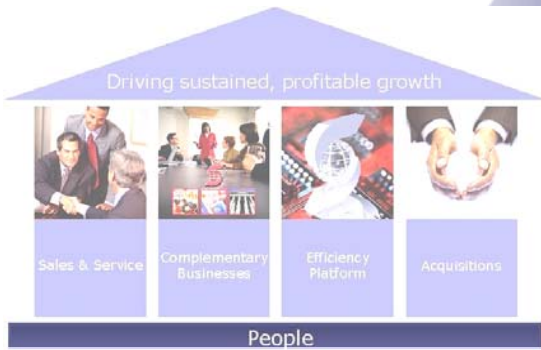 Driving sustained, profitable growth
Sales & Service
Complementary
Businesses
Efficiency
Platform
Acquisitions
People